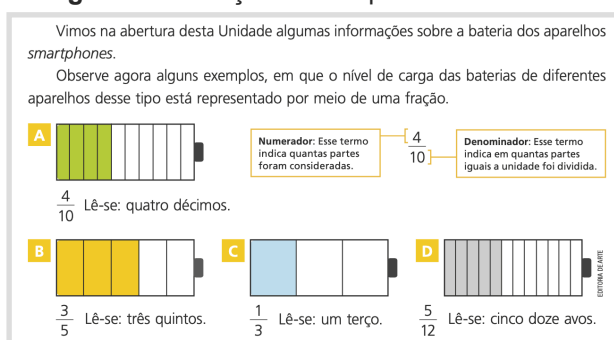 Vimos na abertura desta Unidade algumas informações sobre a bateria dos aparelhos
smartphones.
Observe agora alguns exemplos, em que o nível de carga das baterias de diferentes
aparelhos desse tipo está representado por meio de uma fração.
A
Numerador: Esse termo
indica quantas partes
foram consideradas.
4
10
Denominador: Esse termo
indica em quantas partes
iguais a unidade foi dividida.
4
10
Lê-se: quatro décimos.
B
3
5
Lê-se: três quintos.
C
1
3
Lê-se: um terço.
D
5
12
Lê-se: cinco doze avos.
EDITORIA DE ARTE